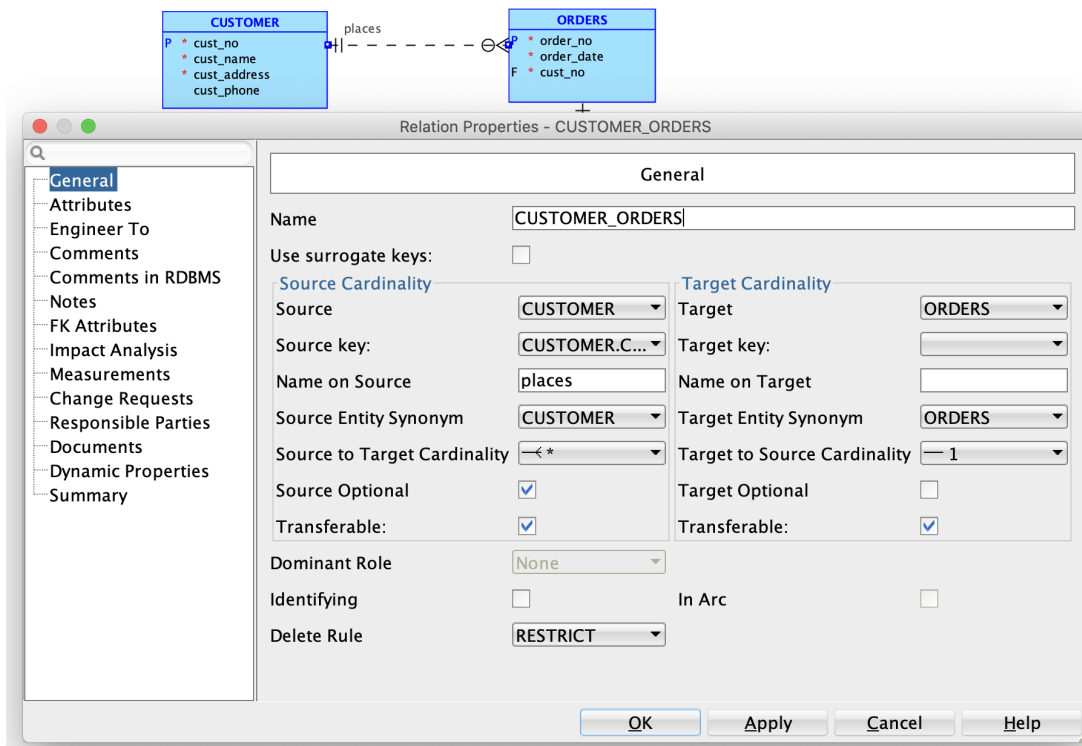 CUSTOMER
P * cust_no
* cust_name
* cust_address
cust_phone
places
ORDERS
P * order_no
* order_date
F * cust_no
Relation Properties - CUSTOMER_ORDERS
General
Attributes
Engineer To
Comments
Comments in RDBMS
Notes
FK Attributes
Impact Analysis
Measurements
Change Requests
Responsible Parties
Documents
Dynamic Properties
Summary
General
Name CUSTOMER_ORDERS
Use surrogate keys:
Source Cardinality
Source CUSTOMER
Source key: CUSTOMER.C...
Name on Source places
Source Entity Synonym CUSTOMER
Source to Target Cardinality *
Source Optional
Transferable:
Target Cardinality
Target ORDERS
Target key:
Name on Target
Target Entity Synonym ORDERS
Target to Source Cardinality 1
Target Optional
Transferable:
Dominant Role None
Identifying
In Arc
Delete Rule RESTRICT
OK Apply Cancel Help